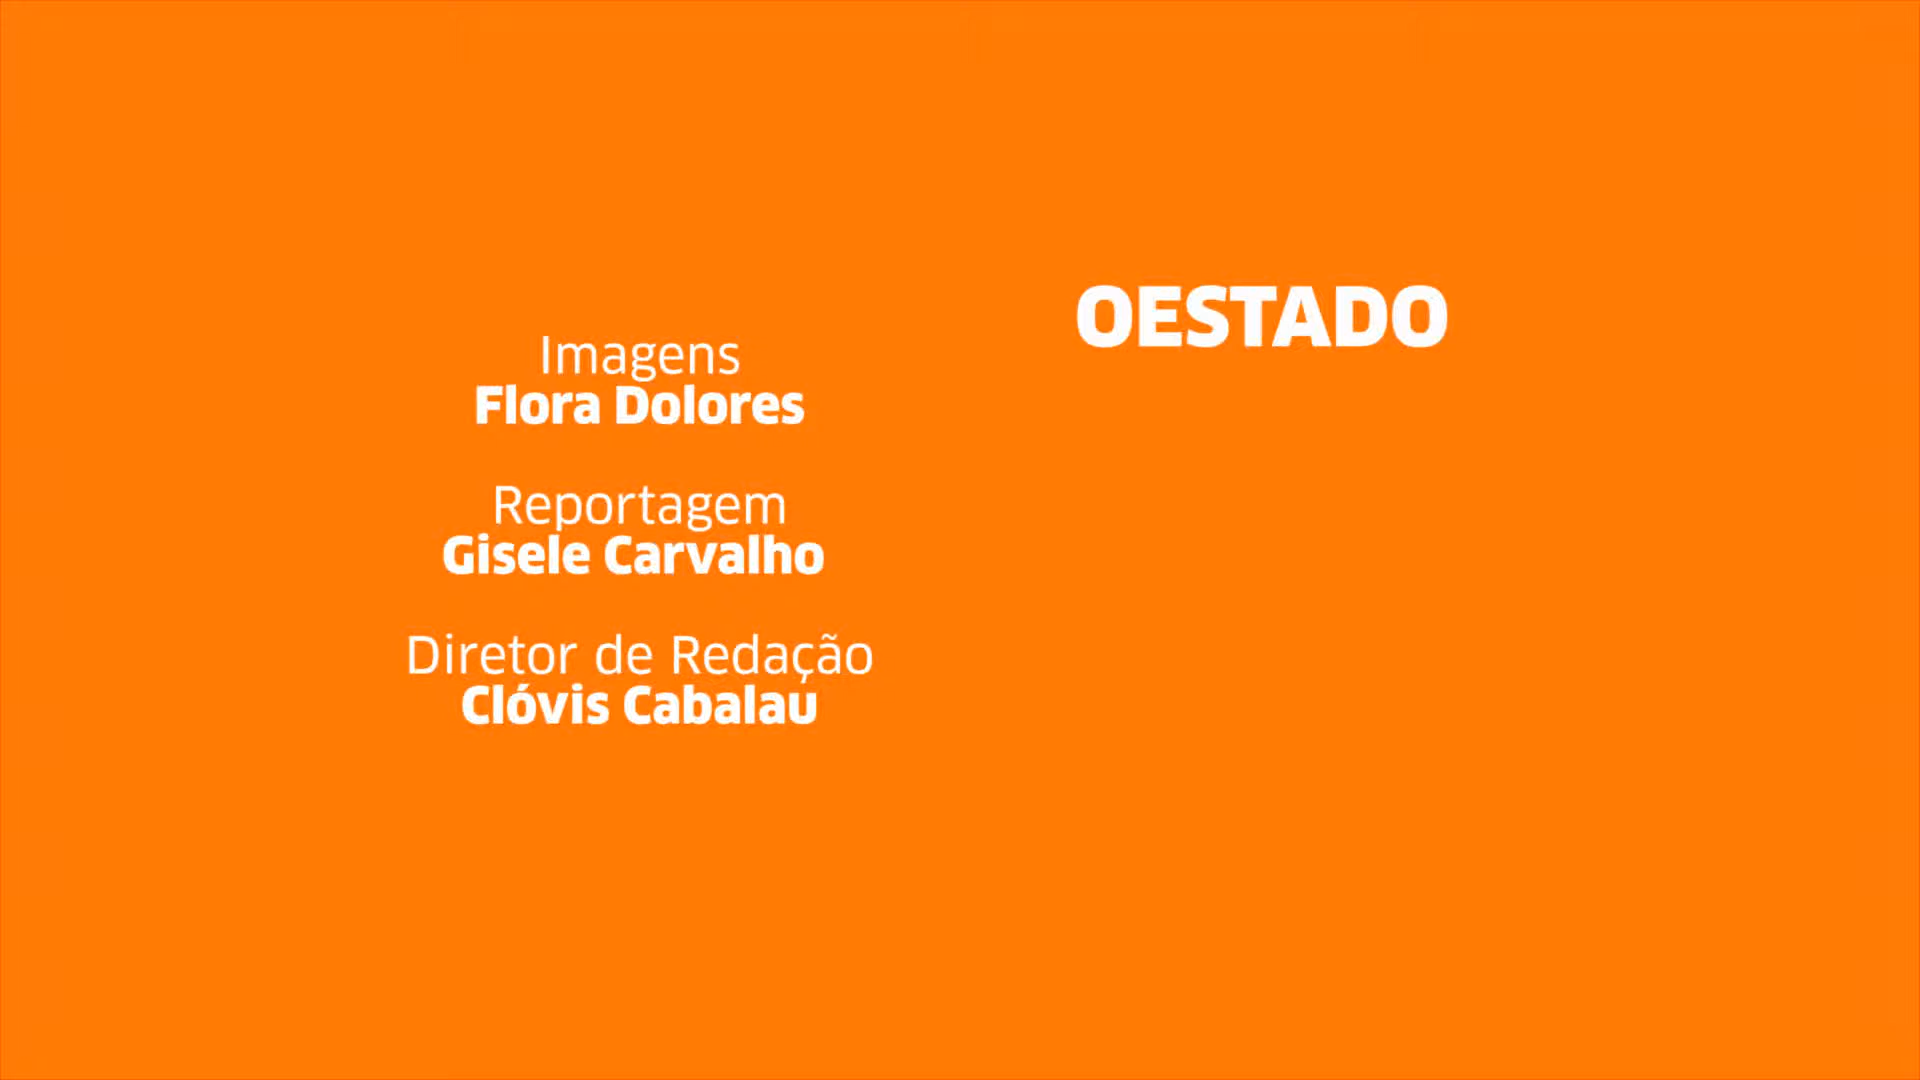 OESTADO
Imagens
Flora Dolores
Reportagem
Gisele Carvalho
Diretor de Redação
Clóvis Cabalau